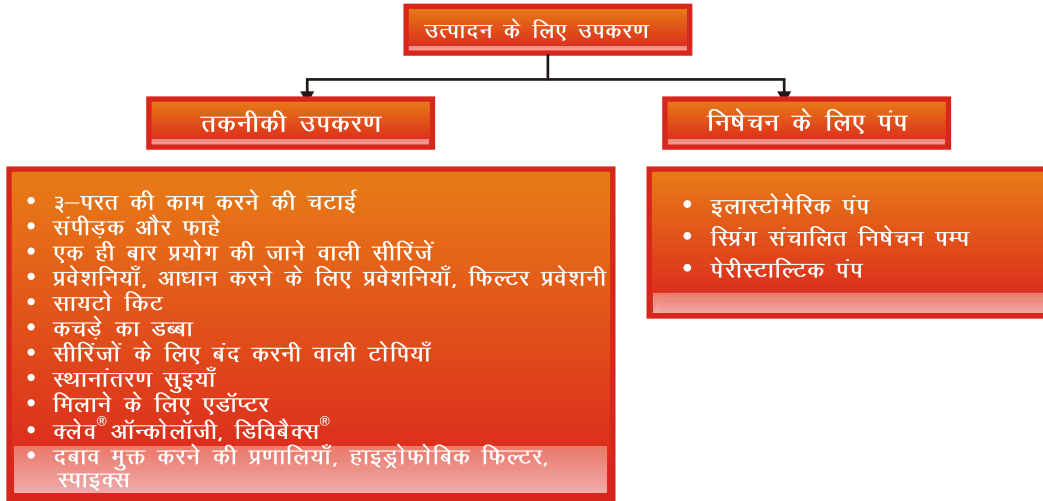 उत्पादन के लिए उपकरण
तकनीकी उपकरण
• ३–परत की काम करने की चटाई
• संपीड़क और फाहे
• एक ही बार प्रयोग की जाने वाली सीरिंजें
• प्रवेशनियाँ, आधान करने के लिए प्रवेशनियाँ, फिल्टर प्रवेशनी
• सायटो किट
• कचड़े का डब्बा
• सीरिंजों के लिए बंद करनी वाली टोपियाँ
• स्थानांतरण सुइयाँ
• मिलाने के लिए एडॉप्टर
• क्लेव® ऑन्कोलॉजी, डिविबैक्स®
• दबाव मुक्त करने की प्रणालियाँ, हाइड्रोफोबिक फिल्टर,
स्पाइक्स
निषेचन के लिए पंप
• इलास्टोमेरिक पंप
• स्प्रिंग संचालित निषेचन पम्प
• पेरीस्टाल्टिक पंप